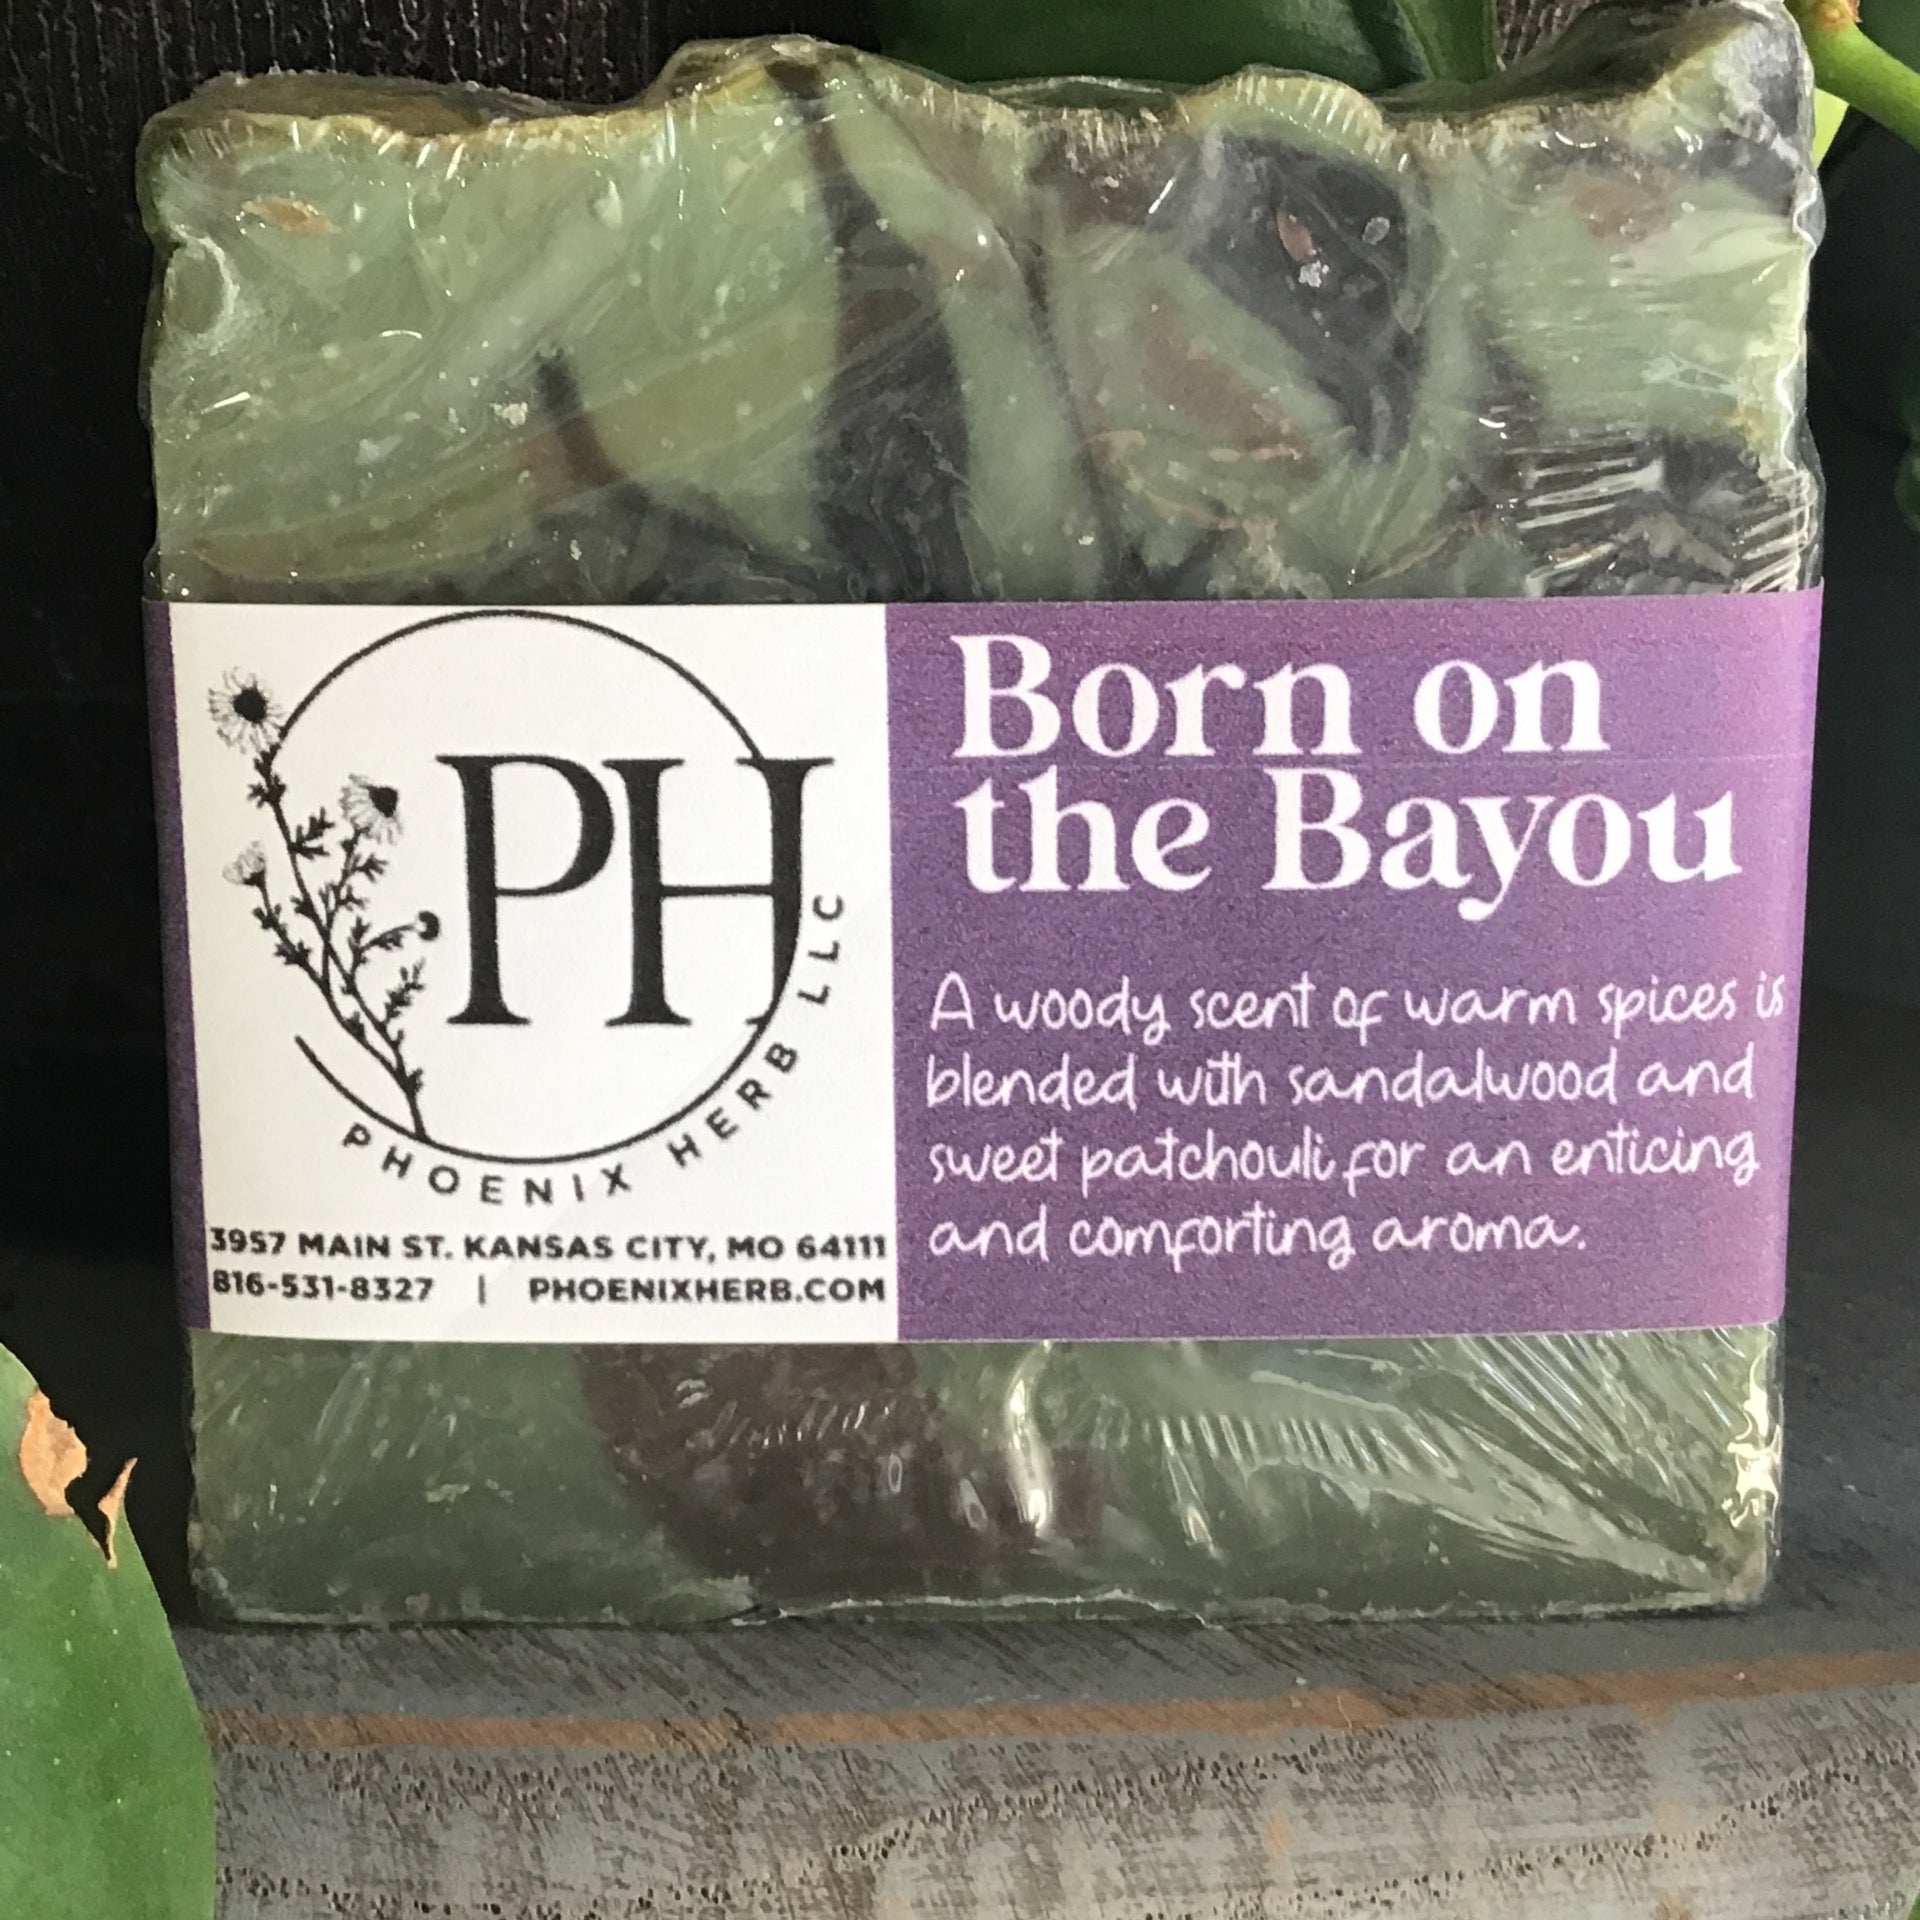 PH
PHOENIX HERB LLC
3957 MAIN ST. KANSAS CITY, MO 64111
816-531-8327 | PHOENIXHERB.COM
Born on
the Bayou
A woody scent of warm spices is
blended with sandalwood and
sweet patchouli for an enticing
and comforting aroma.